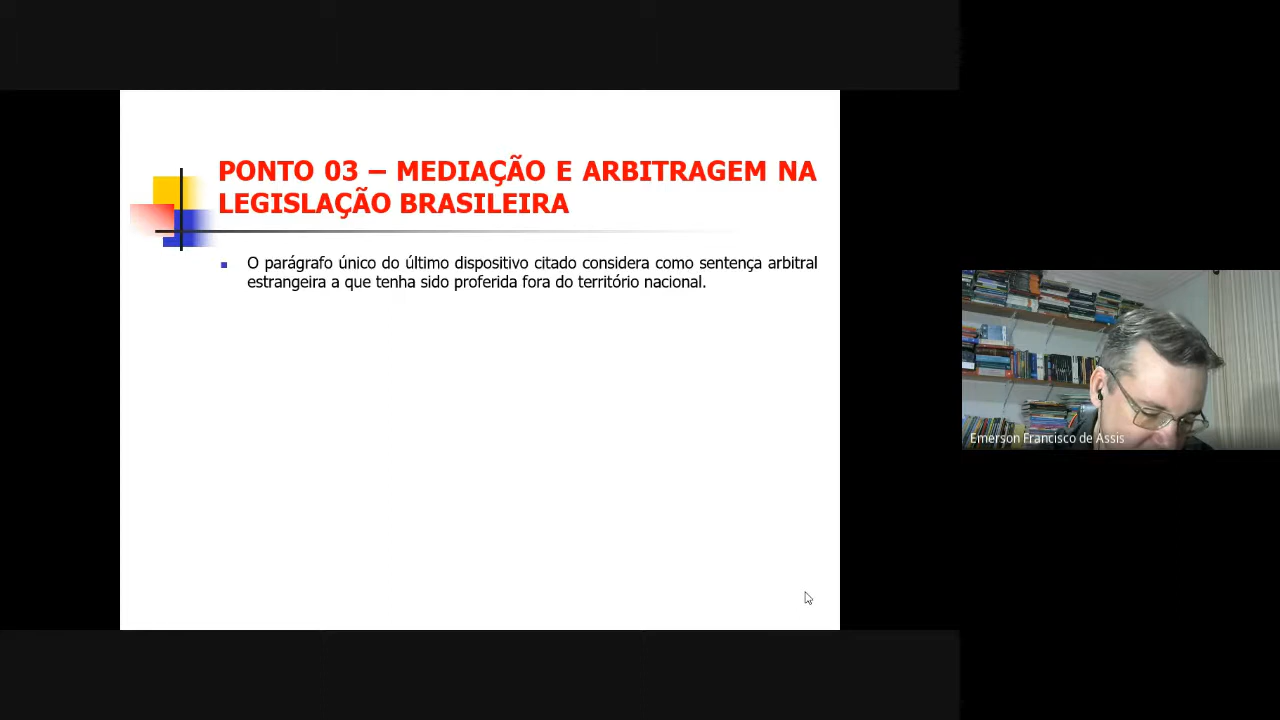 PONTO 03 – MEDIAÇÃO E ARBITRAGEM NA
LEGISLAÇÃO BRASILEIRA
O parágrafo único do último dispositivo citado considera como sentença arbitral
estrangeira a que tenha sido proferida fora do território nacional.
Emerson Francisco de Assis